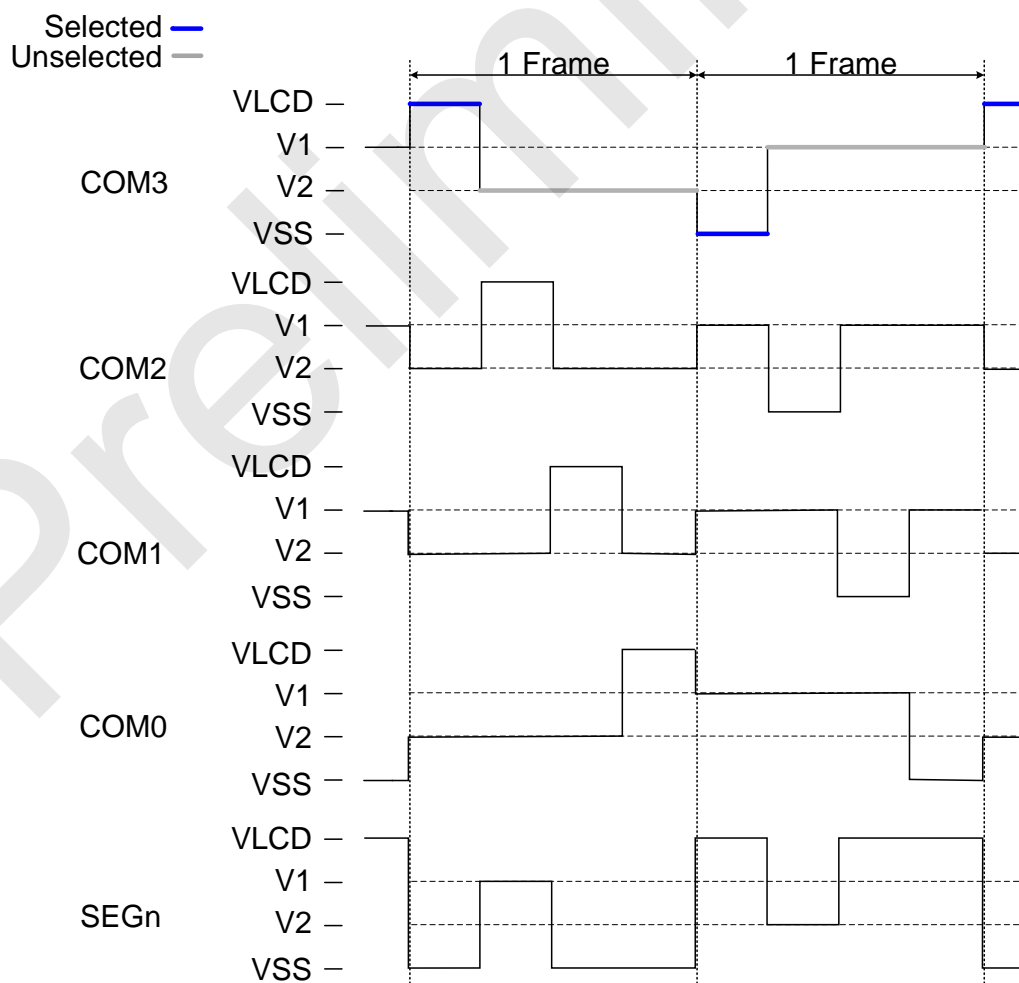 Selected
Unselected
1 Frame 1 Frame
VLCD
V1
COM3
V2
VSS
VLCD
V1
COM2
V2
VSS
VLCD
V1
COM1
V2
VSS
VLCD
V1
COM0
V2
VSS
VLCD
V1
SEGn
V2
VSS
Prelimi